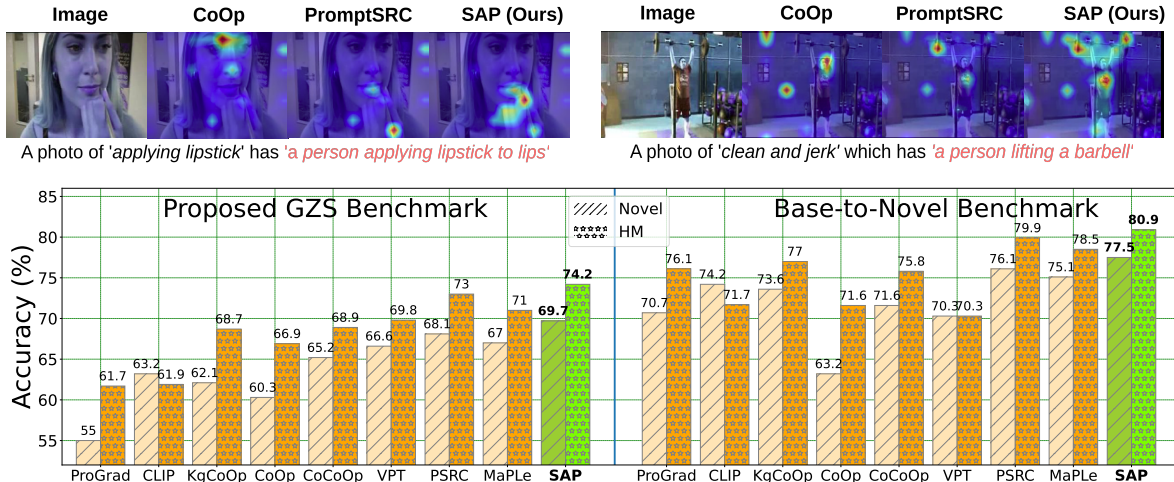 Image CoOp PromptSRC SAP (Ours)
A photo of 'applying lipstick' has 'a person applying lipstick to lips'
Image CoOp PromptSRC SAP (Ours)
A photo of 'clean and jerk' which has 'a person lifting a barbell'
Accuracy (%)
85
80
75
70
65
60
55
Proposed GZS Benchmark
Novel
HM
55 61.7 63.2 61.9 62.1 68.7 60.3 66.9 65.2 68.9 66.6 69.8 68.1 73 67 71 69.7 74.2
ProGrad CLIP KgCoOp CoOp CoCoOp VPT PSRC MaPLe SAP
Base-to-Novel Benchmark
70.7 76.1 74.2 71.7 73.6 77 63.2 71.6 71.6 75.8 70.3 70.3 76.1 79.9 75.1 78.5 77.5 80.9
ProGrad CLIP KgCoOp CoOp CoCoOp VPT PSRC MaPLe SAP